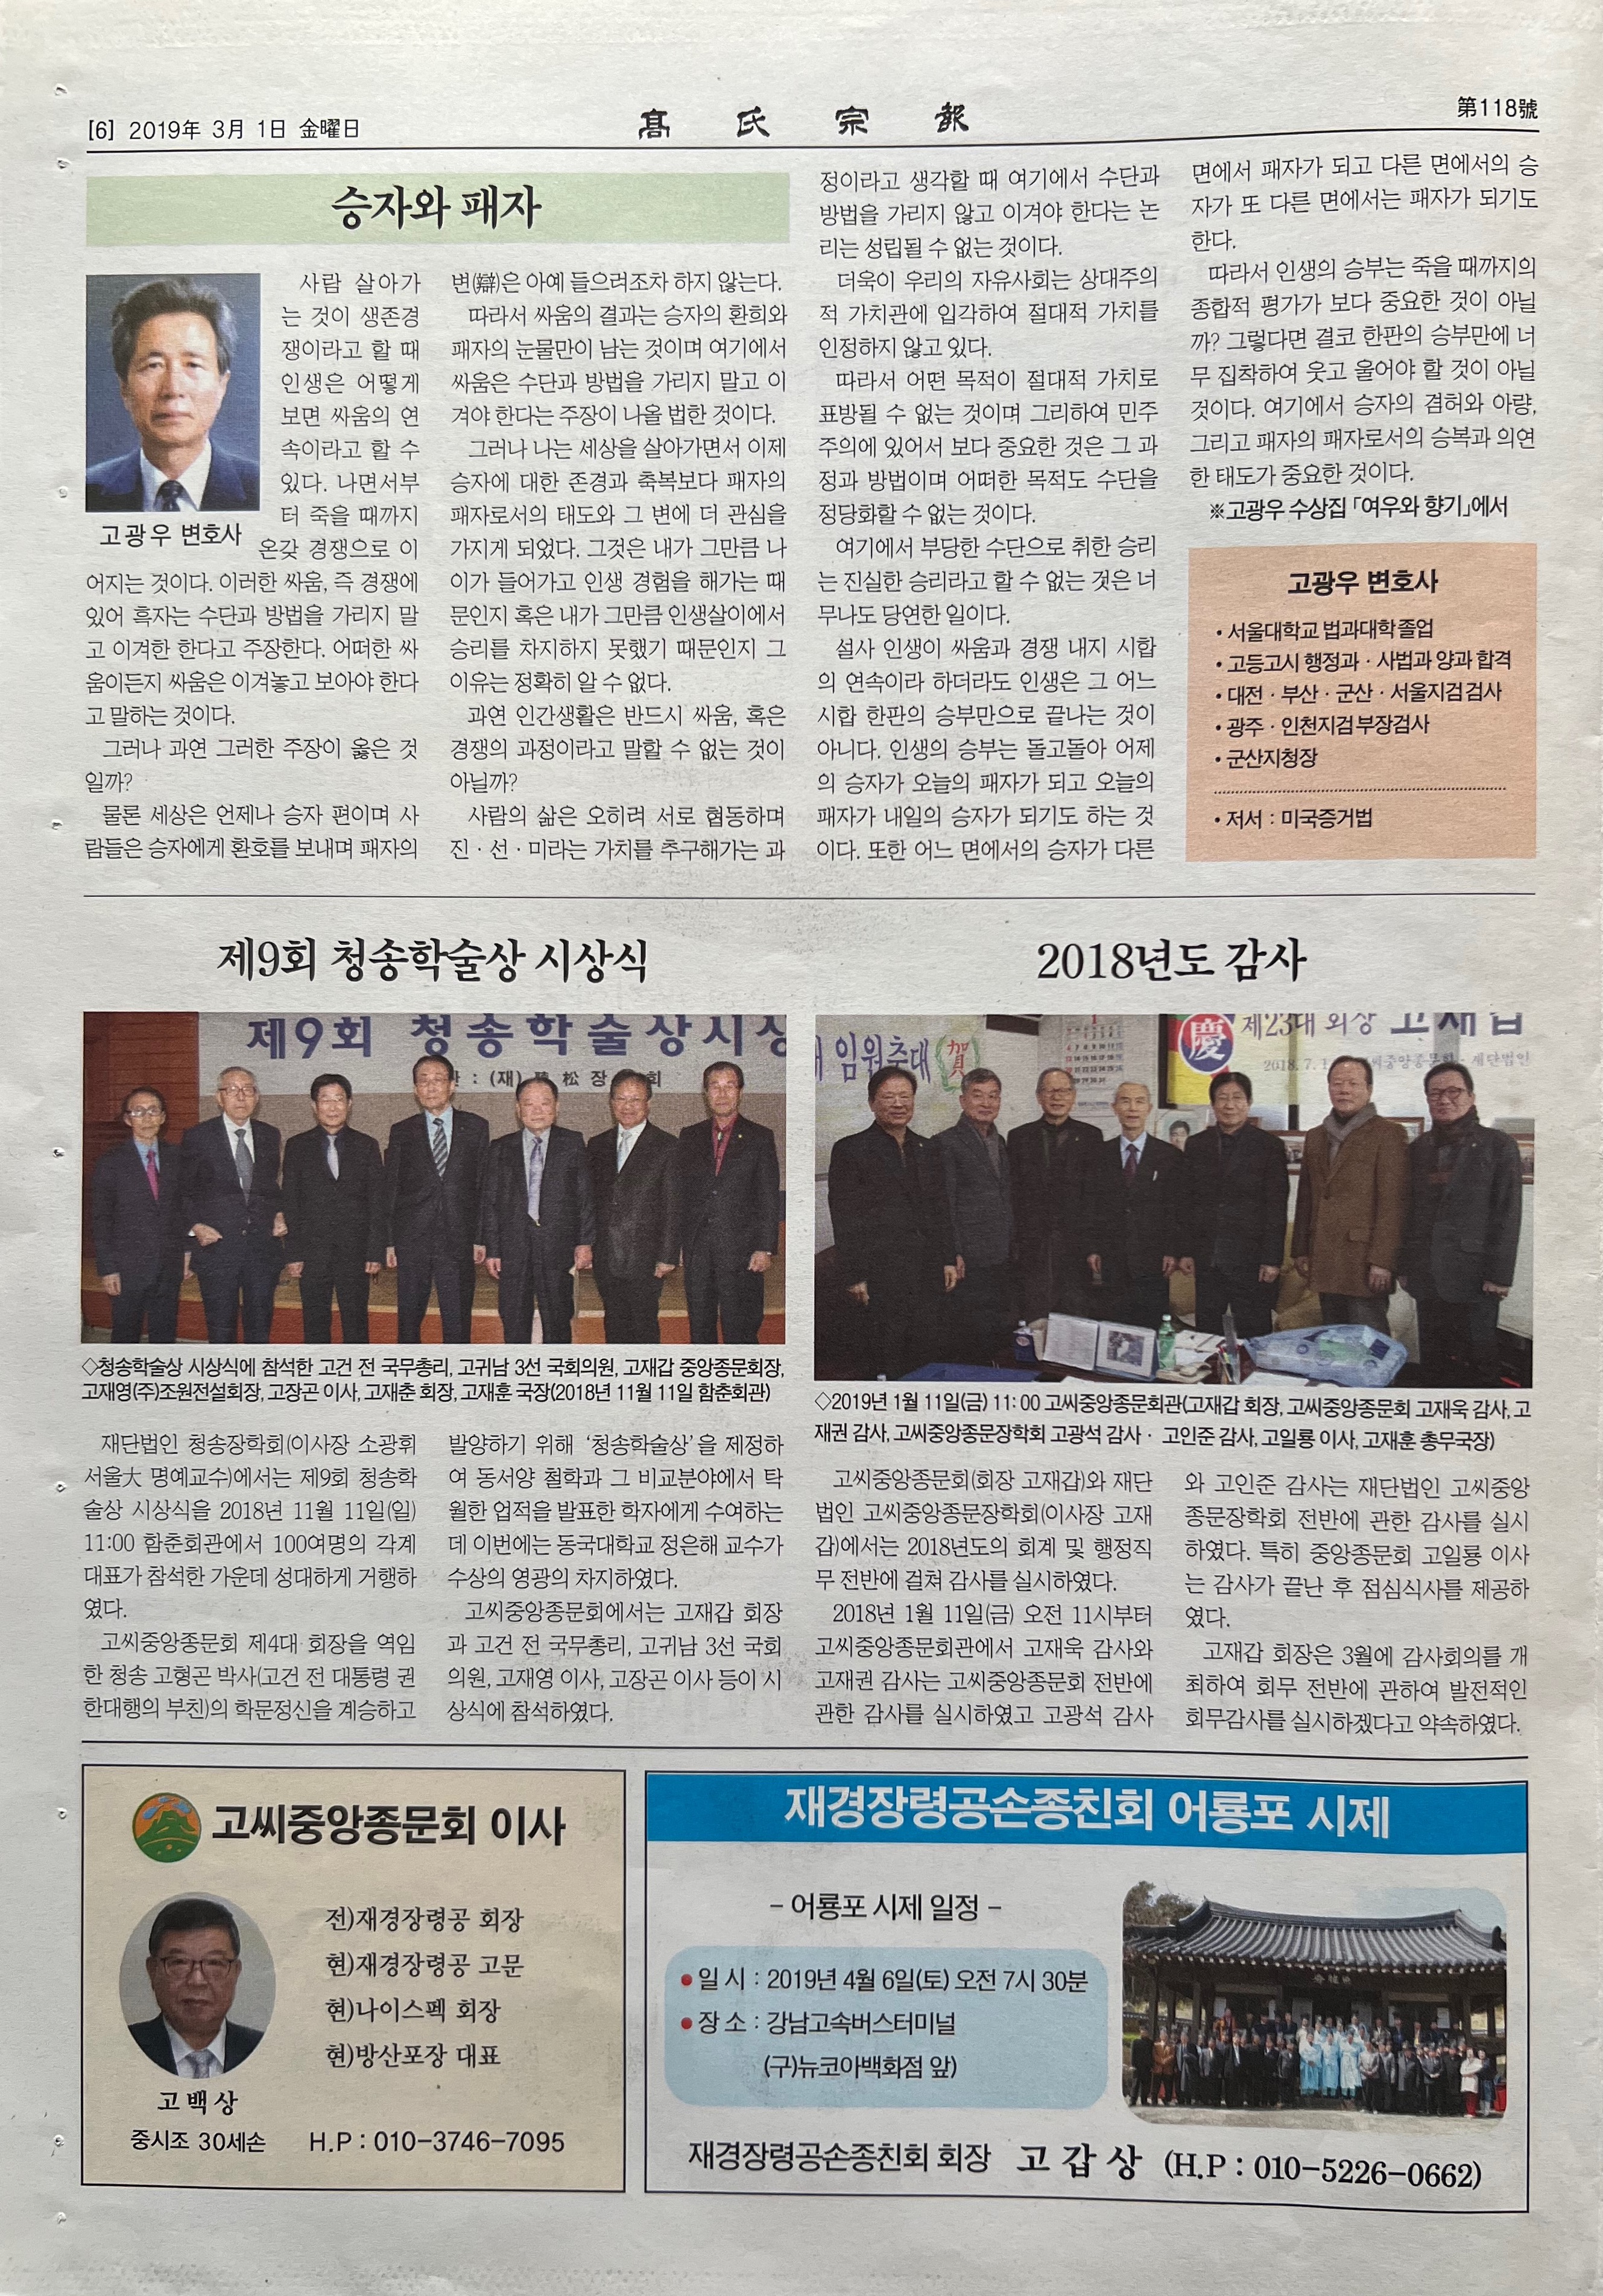 [6] 2019年 3月 1日 金曜日
髙氏宗報
第118號
승자와 패자
고광우 변호사
사람 살아가
는 것이 생존경
쟁이라고 할 때
인생은 어떻게
보면 싸움의 연
속이라고 할 수
있다. 나면서부
터 죽을 때까지
온갖 경쟁으로 이
어지는 것이다. 이러한 싸움, 즉 경쟁에
있어 혹자는 수단과 방법을 가리지 말
고 이겨한 한다고 주장한다. 어떠한 싸
움이든지 싸움은 이겨놓고 보아야 한다
고 말하는 것이다.
그러나 과연 그러한 주장이 옳은 것
일까?
물론 세상은 언제나 승자 편이며 사
람들은 승자에게 환호를 보내며 패자의
변(辯)은 아예 들으려조차 하지 않는다.
따라서 싸움의 결과는 승자의 환희와
패자의 눈물만이 남는 것이며 여기에서
싸움은 수단과 방법을 가리지 말고 이
겨야 한다는 주장이 나올 법한 것이다.
그러나 나는 세상을 살아가면서 이제
승자에 대한 존경과 축복보다 패자의
패자로서의 태도와 그 변에 더 관심을
가지게 되었다. 그것은 내가 그만큼 나
이가 들어가고 인생 경험을 해가는 때
문인지 혹은 내가 그만큼 인생살이에서
승리를 차지하지 못했기 때문인지 그
이유는 정확히 알 수 없다.
과연 인간생활은 반드시 싸움, 혹은
경쟁의 과정이라고 말할 수 없는 것이
아닐까?
사람의 삶은 오히려 서로 협동하며
진·선·미라는 가치를 추구해가는 과
정이라고 생각할 때 여기에서 수단과
방법을 가리지 않고 이겨야 한다는 논
리는 성립될 수 없는 것이다.
더욱이 우리의 자유사회는 상대주의
적 가치관에 입각하여 절대적 가치를
인정하지 않고 있다.
따라서 어떤 목적이 절대적 가치로
표방될 수 없는 것이며 그리하여 민주
주의에 있어서 보다 중요한 것은 그 과
정과 방법이며 어떠한 목적도 수단을
정당화할 수 없는 것이다.
여기에서 부당한 수단으로 취한 승리
는 진실한 승리라고 할 수 없는 것은 너
무나도 당연한 일이다.
설사 인생이 싸움과 경쟁 내지 시합
의 연속이라 하더라도 인생은 그 어느
시합 한판의 승부만으로 끝나는 것이
아니다. 인생의 승부는 돌고돌아 어제
의 승자가 오늘의 패자가 되고 오늘의
패자가 내일의 승자가 되기도 하는 것
이다. 또한 어느 면에서의 승자가 다른
면에서 패자가 되고 다른 면에서의 승
자가 또 다른 면에서는 패자가 되기도
한다.
따라서 인생의 승부는 죽을 때까지의
종합적 평가가 보다 중요한 것이 아닐
까? 그렇다면 결코 한판의 승부만에 너
무 집착하여 웃고 울어야 할 것이 아닐
것이다. 여기에서 승자의 겸허와 아량,
그리고 패자의 패자로서의 승복과 의연
한 태도가 중요한 것이다.
※고광우 수상집 「여우와 향기」에서
고광우 변호사
• 서울대학교 법과대학 졸업
• 고등고시 행정과·사법과 양과 합격
• 대전·부산·군산·서울지검 검사
• 광주·인천지검 부장검사
• 군산지청장
• 저서 : 미국증거법
제9회 청송학술상 시상식
제9회 청송학술상시상
◇청송학술상 시상식에 참석한 고건 전 국무총리, 고귀남 3선 국회의원, 고재갑 중앙종문회장,
고재영(주)조원전설회장, 고장곤 이사, 고재춘 회장, 고재훈 국장(2018년 11월 11일 함춘회관)
재단법인 청송장학회(이사장 소광휘
서울大 명예교수)에서는 제9회 청송학
술상 시상식을 2018년 11월 11일(일)
11:00 함춘회관에서 100여명의 각계
대표가 참석한 가운데 성대하게 거행하
였다.
고씨중앙종문회 제4대 회장을 역임
한 청송 고형곤 박사(고건 전 대통령 권
한대행의 부친)의 학문정신을 계승하고
발양하기 위해 ‘청송학술상’을 제정하
여 동서양 철학과 그 비교분야에서 탁
월한 업적을 발표한 학자에게 수여하는
데 이번에는 동국대학교 정은해 교수가
수상의 영광의 차지하였다.
고씨중앙종문회에서는 고재갑 회장
과 고건 전 국무총리, 고귀남 3선 국회
의원, 고재영 이사, 고장곤 이사 등이 시
상식에 참석하였다.
2018년도 감사
임원축대
賀
慶
제23대 회장 고재갑
◇2019년 1월 11일(금) 11: 00 고씨중앙종문회관(고재갑 회장, 고씨중앙종문회 고재욱 감사, 고
재권 감사, 고씨중앙종문장학회 고광석 감사· 고인준 감사, 고일룡 이사, 고재훈 총무국장)
고씨중앙종문회(회장 고재갑)와 재단
법인 고씨중앙종문장학회(이사장 고재
갑)에서는 2018년도의 회계 및 행정직
무 전반에 걸쳐 감사를 실시하였다.
2018년 1월 11일(금) 오전 11시부터
고씨중앙종문회관에서 고재욱 감사와
고재권 감사는 고씨중앙종문회 전반에
관한 감사를 실시하였고 고광석 감사
와 고인준 감사는 재단법인 고씨중앙
종문장학회 전반에 관한 감사를 실시
하였다. 특히 중앙종문회 고일룡 이사
는 감사가 끝난 후 점심식사를 제공하
였다.
고재갑 회장은 3월에 감사회의를 개
최하여 회무 전반에 관하여 발전적인
회무감사를 실시하겠다고 약속하였다.
고씨중앙종문회 이사
전)재경장령공 회장
현)재경장령공 고문
현)나이스펙 회장
현)방산포장 대표
고 백 상
중시조 30세손
H.P : 010-3746-7095
재경장령공손종친회 어룡포 시제
- 어룡포 시제 일정 -
● 일 시 : 2019년 4월 6일(토) 오전 7시 30분
● 장 소 : 강남고속버스터미널
(구)뉴코아백화점 앞)
재경장령공손종친회 회장 고 갑 상 (H.P : 010-5226-0662)